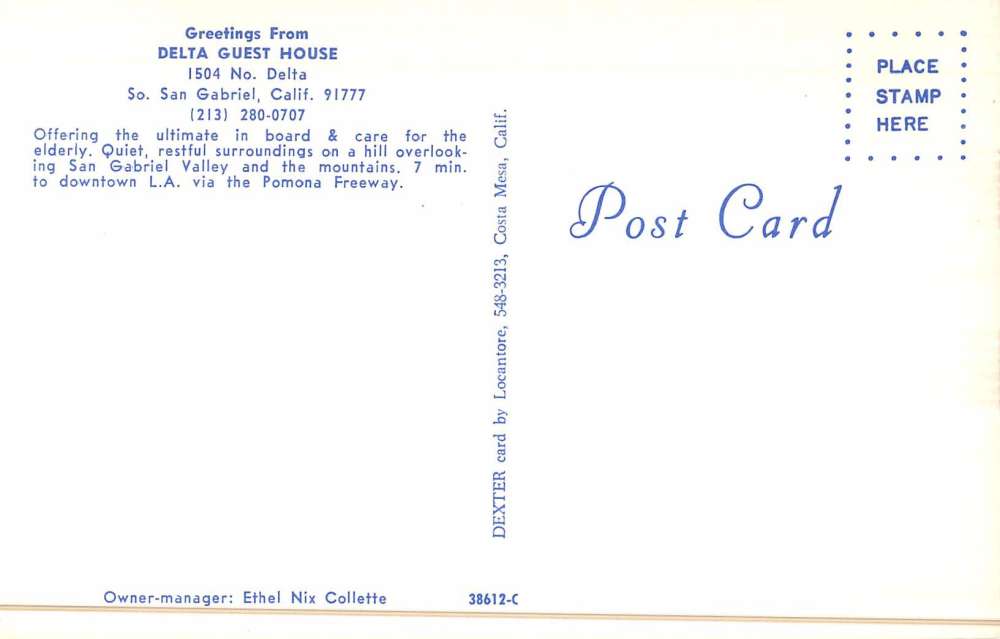 Greetings From
DELTA GUEST HOUSE
1504 No. Delta
So. San Gabriel, Calif. 91777
(213) 280-0707
Offering the ultimate in board & care for the
elderly. Quiet, restful surroundings on a hill overlook-
ing San Gabriel Valley and the mountains. 7 min.
to downtown L.A. via the Pomona Freeway.
Owner-manager: Ethel Nix Collette
38612-C
DEXTER card by Locantore, 548-3213, Costa Mesa, Calif.
PLACE
STAMP
HERE
Post Card